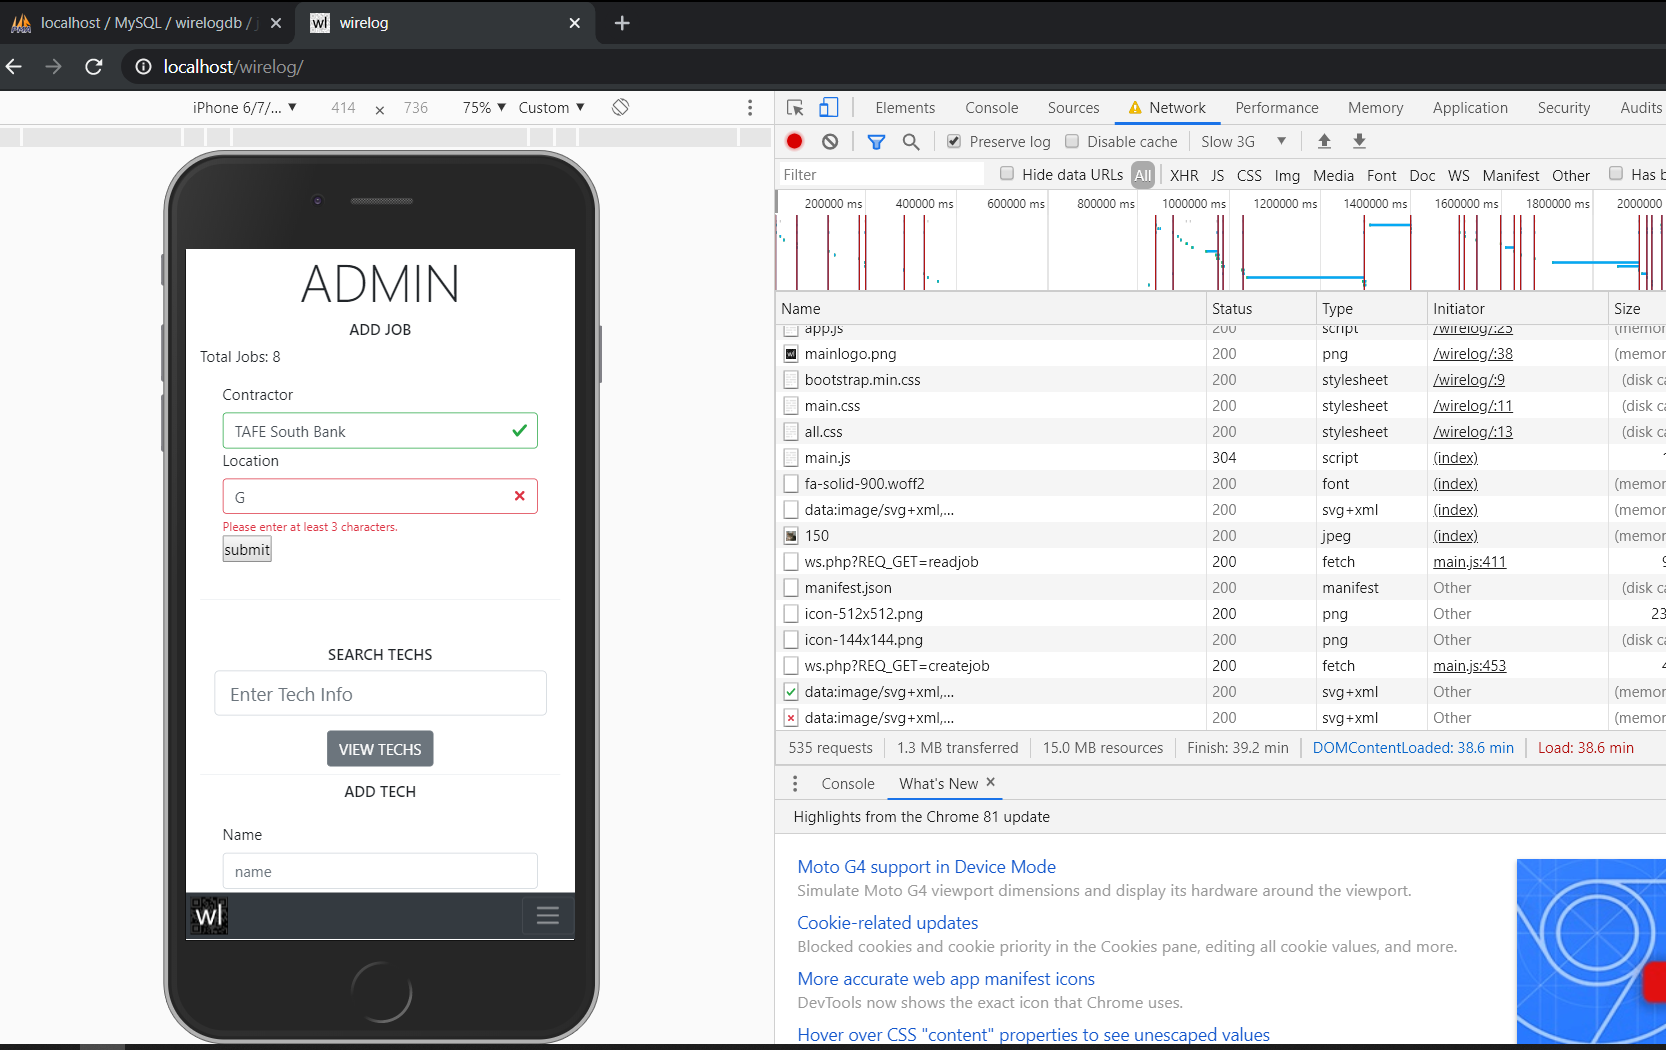 localhost / MySQL / wirelogdb / j
wirelog
localhost/wirelog/
iPhone 6/7/... 414 × 736 75% Custom
Elements Console Sources Network Performance Memory Application Security Audits
Preserve log Disable cache Slow 3G
Filter Hide data URLs All XHR JS CSS Img Media Font Doc WS Manifest Other Has b
200000 ms 400000 ms 600000 ms 800000 ms 1000000 ms 1200000 ms 1400000 ms 1600000 ms 1800000 ms 2000000
Name Status Type Initiator Size
app.js 200 script /wirelog/:25 (memor
mainlogo.png 200 png /wirelog/:38 (memor
bootstrap.min.css 200 stylesheet /wirelog/:9 (disk ca
main.css 200 stylesheet /wirelog/:11 (disk ca
all.css 200 stylesheet /wirelog/:13 (disk ca
main.js 304 script (index) 1
fa-solid-900.woff2 200 font (index) (memor
data:image/svg+xml,... 200 svg+xml (index) (memor
150 200 jpeg (index) (memor
ws.php?REQ_GET=readjob 200 fetch main.js:411 9
manifest.json 200 manifest Other (disk ca
icon-512x512.png 200 png Other 23
icon-144x144.png 200 png Other (disk ca
ws.php?REQ_GET=createjob 200 fetch main.js:453 4
data:image/svg+xml,... 200 svg+xml Other (memor
data:image/svg+xml,... 200 svg+xml Other (memor
535 requests 1.3 MB transferred 15.0 MB resources Finish: 39.2 min DOMContentLoaded: 38.6 min Load: 38.6 min
Console What's New
Highlights from the Chrome 81 update
Moto G4 support in Device Mode
Simulate Moto G4 viewport dimensions and display its hardware around the viewport.
Cookie-related updates
Blocked cookies and cookie priority in the Cookies pane, editing all cookie values, and more.
More accurate web app manifest icons
DevTools now shows the exact icon that Chrome uses.
Hover over CSS "content" properties to see unescaped values
ADMIN
ADD JOB
Total Jobs: 8
Contractor
TAFE South Bank
Location
G
Please enter at least 3 characters.
submit
SEARCH TECHS
Enter Tech Info
VIEW TECHS
ADD TECH
Name
name
wl